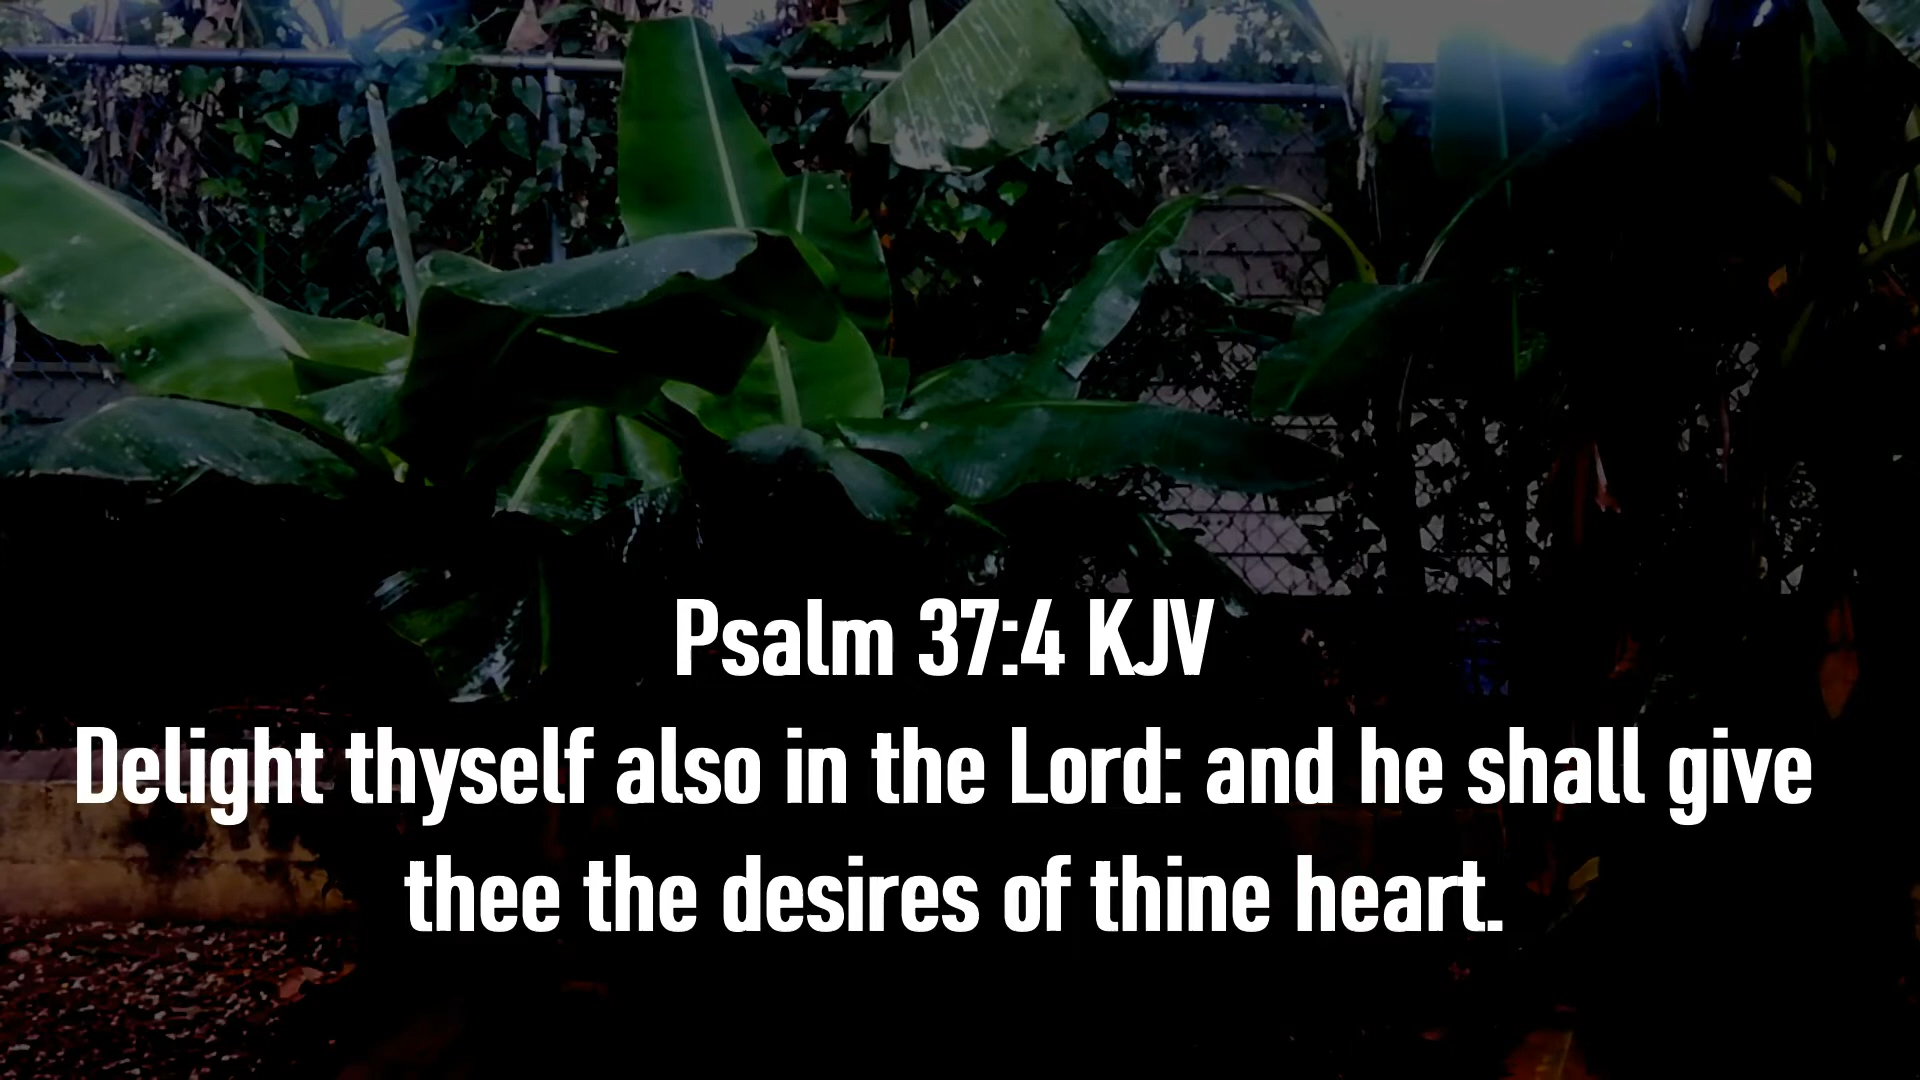 Psalm 37:4 KJV
Delight thyself also in the Lord: and he shall give
thee the desires of thine heart.